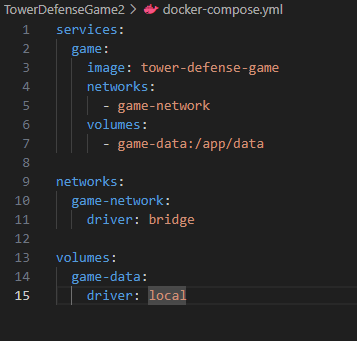 TowerDefenseGame2 > docker-compose.yml
1 services:
2   game:
3     image: tower-defense-game
4     networks:
5       - game-network
6     volumes:
7       - game-data:/app/data
8
9 networks:
10   game-network:
11     driver: bridge
12
13 volumes:
14   game-data:
15     driver: local